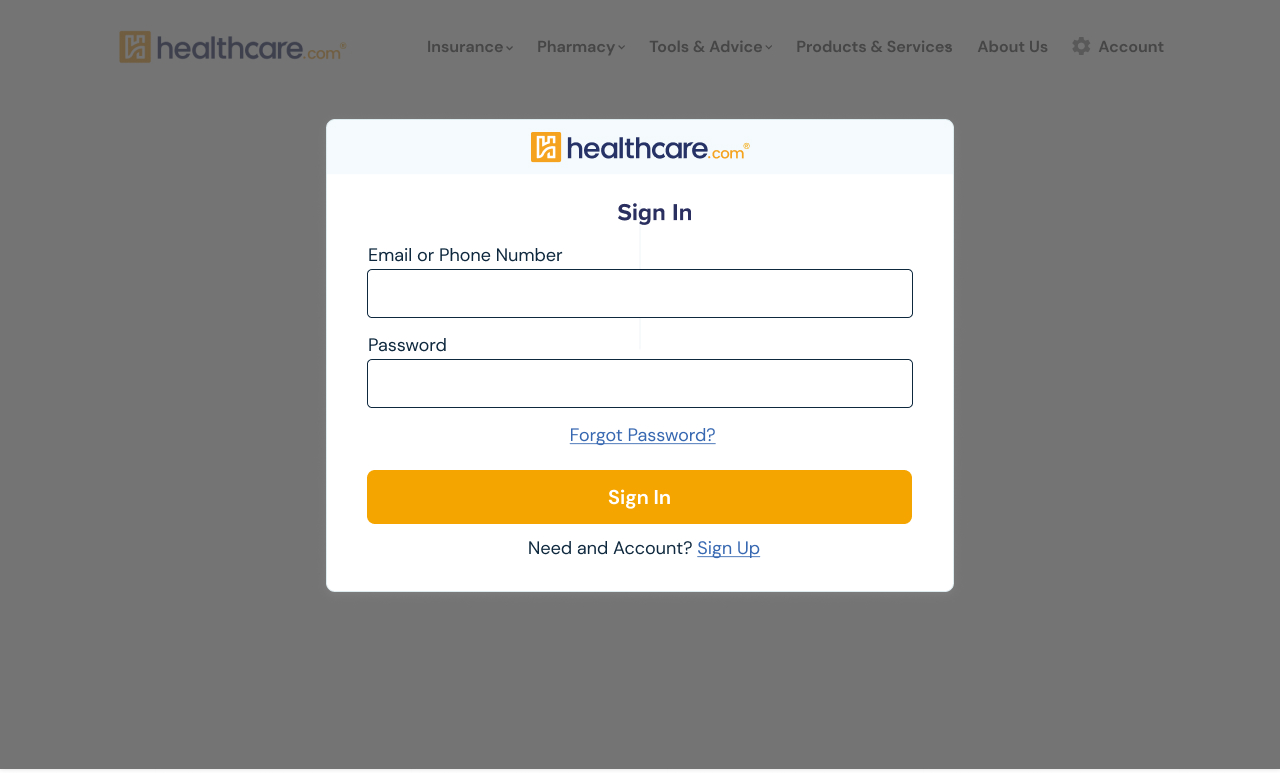 healthcare.com® Insurance Pharmacy Tools & Advice Products & Services About Us Account
healthcare.com®
Sign In
Email or Phone Number
Password
Forgot Password?
Sign In
Need and Account? Sign Up